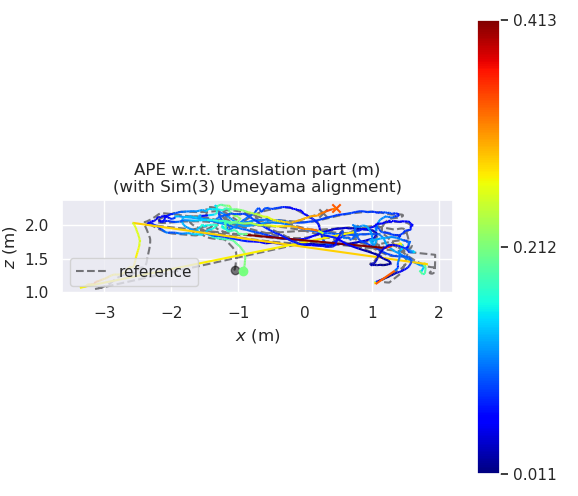 APE w.r.t. translation part (m)
(with Sim(3) Umeyama alignment)
z (m)
2.0
1.5
1.0
reference
−3
−2
−1
0
1
2
x (m)
0.413
0.212
0.011